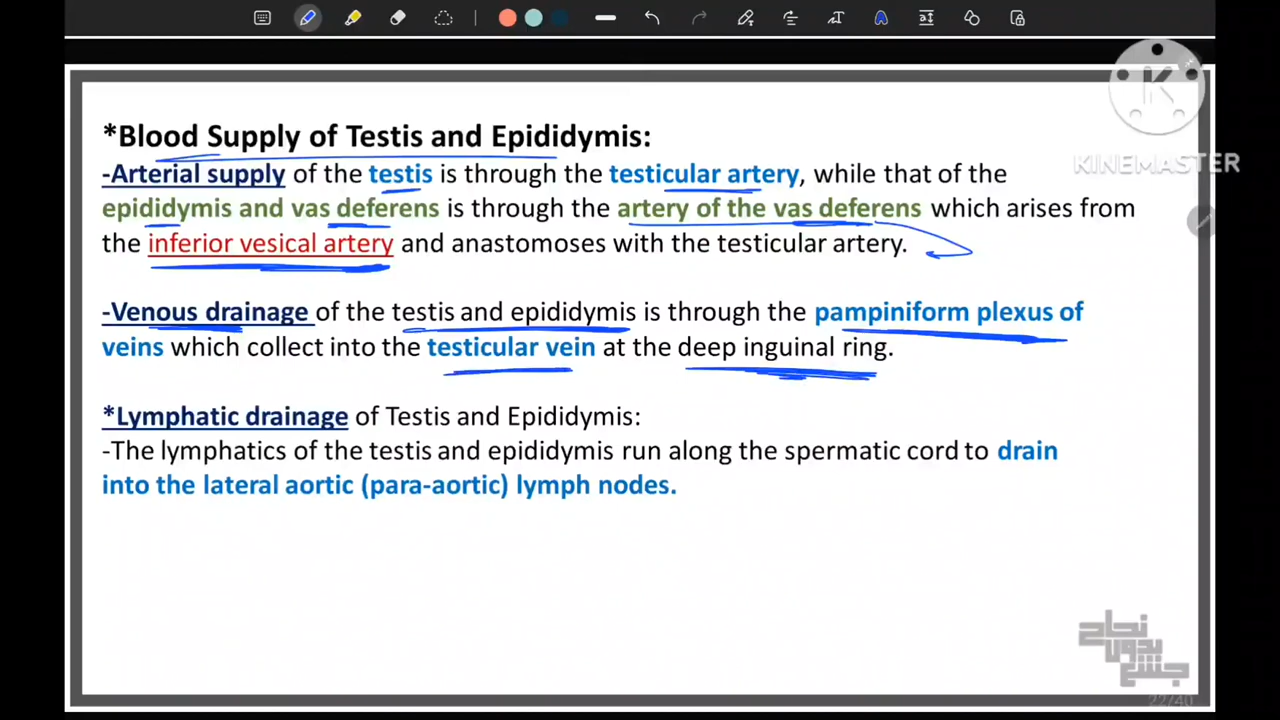 *Blood Supply of Testis and Epididymis:
-Arterial supply of the testis is through the testicular artery, while that of the
epididymis and vas deferens is through the artery of the vas deferens which arises from
the inferior vesical artery and anastomoses with the testicular artery.
-Venous drainage of the testis and epididymis is through the pampiniform plexus of
veins which collect into the testicular vein at the deep inguinal ring.
*Lymphatic drainage of Testis and Epididymis:
-The lymphatics of the testis and epididymis run along the spermatic cord to drain
into the lateral aortic (para-aortic) lymph nodes.
K
KINEMASTER
نجاح
بدون
22/40